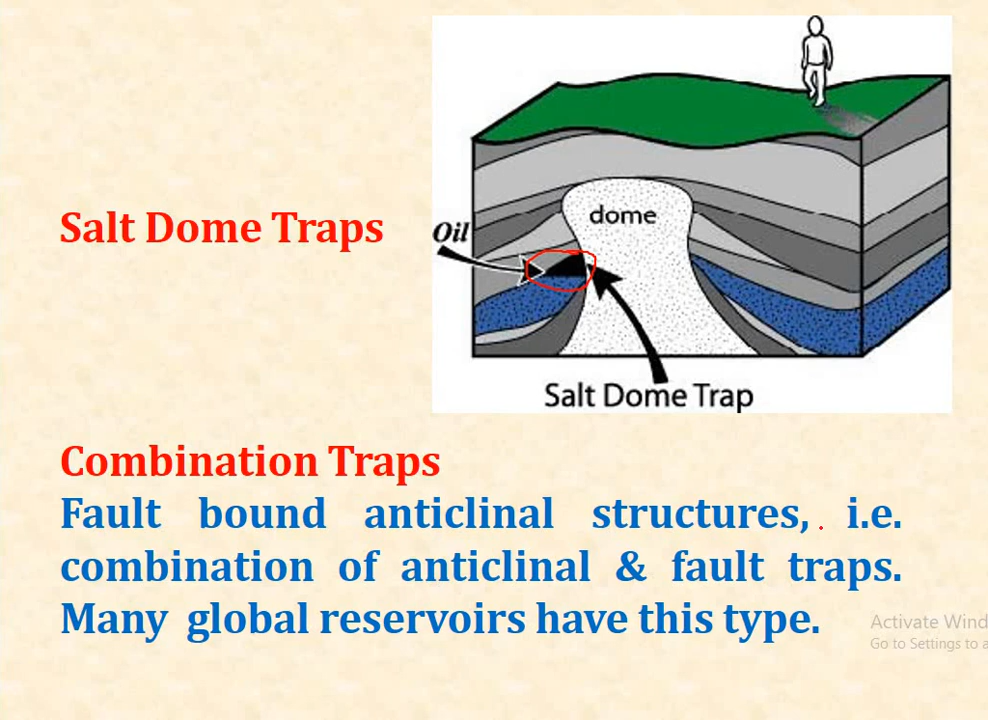 Salt Dome Traps
Oil
dome
Salt Dome Trap
Combination Traps
Fault bound anticlinal structures, i.e.
combination of anticlinal & fault traps.
Many global reservoirs have this type.
Activate Wind
Go to Settings to a